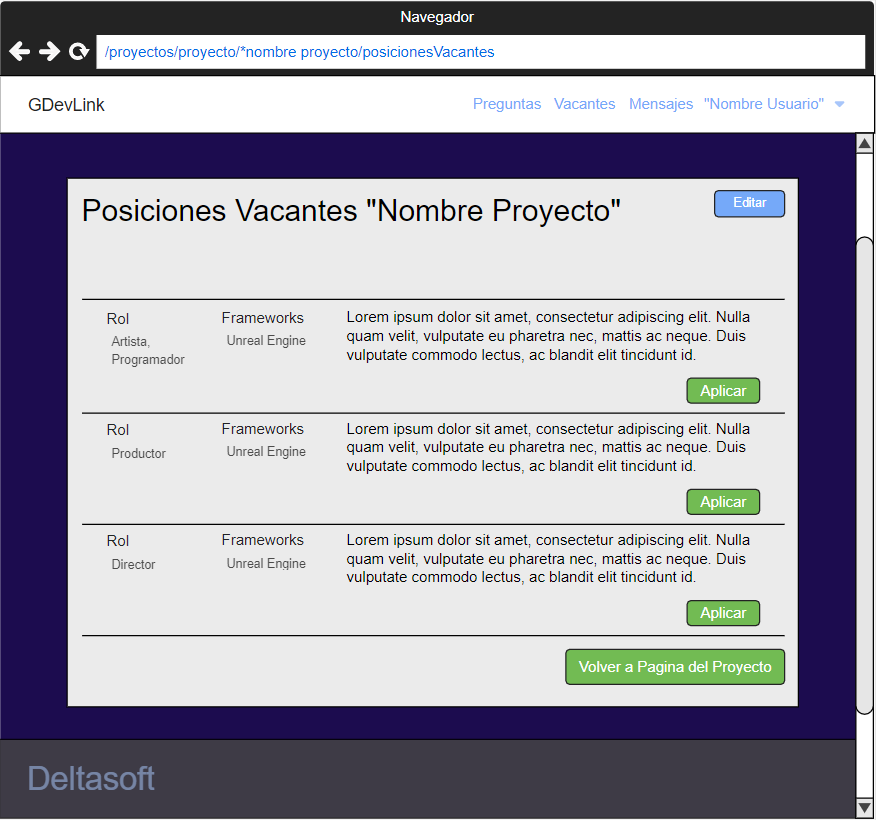 Navegador
/proyectos/proyecto/*nombre proyecto/posicionesVacantes
GDevLink
Preguntas Vacantes Mensajes "Nombre Usuario"
Posiciones Vacantes "Nombre Proyecto"
Editar
Rol
Artista,
Programador
Frameworks
Unreal Engine
Lorem ipsum dolor sit amet, consectetur adipiscing elit. Nulla
quam velit, vulputate eu pharetra nec, mattis ac neque. Duis
vulputate commodo lectus, ac blandit elit tincidunt id.
Aplicar
Rol
Productor
Frameworks
Unreal Engine
Lorem ipsum dolor sit amet, consectetur adipiscing elit. Nulla
quam velit, vulputate eu pharetra nec, mattis ac neque. Duis
vulputate commodo lectus, ac blandit elit tincidunt id.
Aplicar
Rol
Director
Frameworks
Unreal Engine
Lorem ipsum dolor sit amet, consectetur adipiscing elit. Nulla
quam velit, vulputate eu pharetra nec, mattis ac neque. Duis
vulputate commodo lectus, ac blandit elit tincidunt id.
Aplicar
Volver a Pagina del Proyecto
Deltasoft